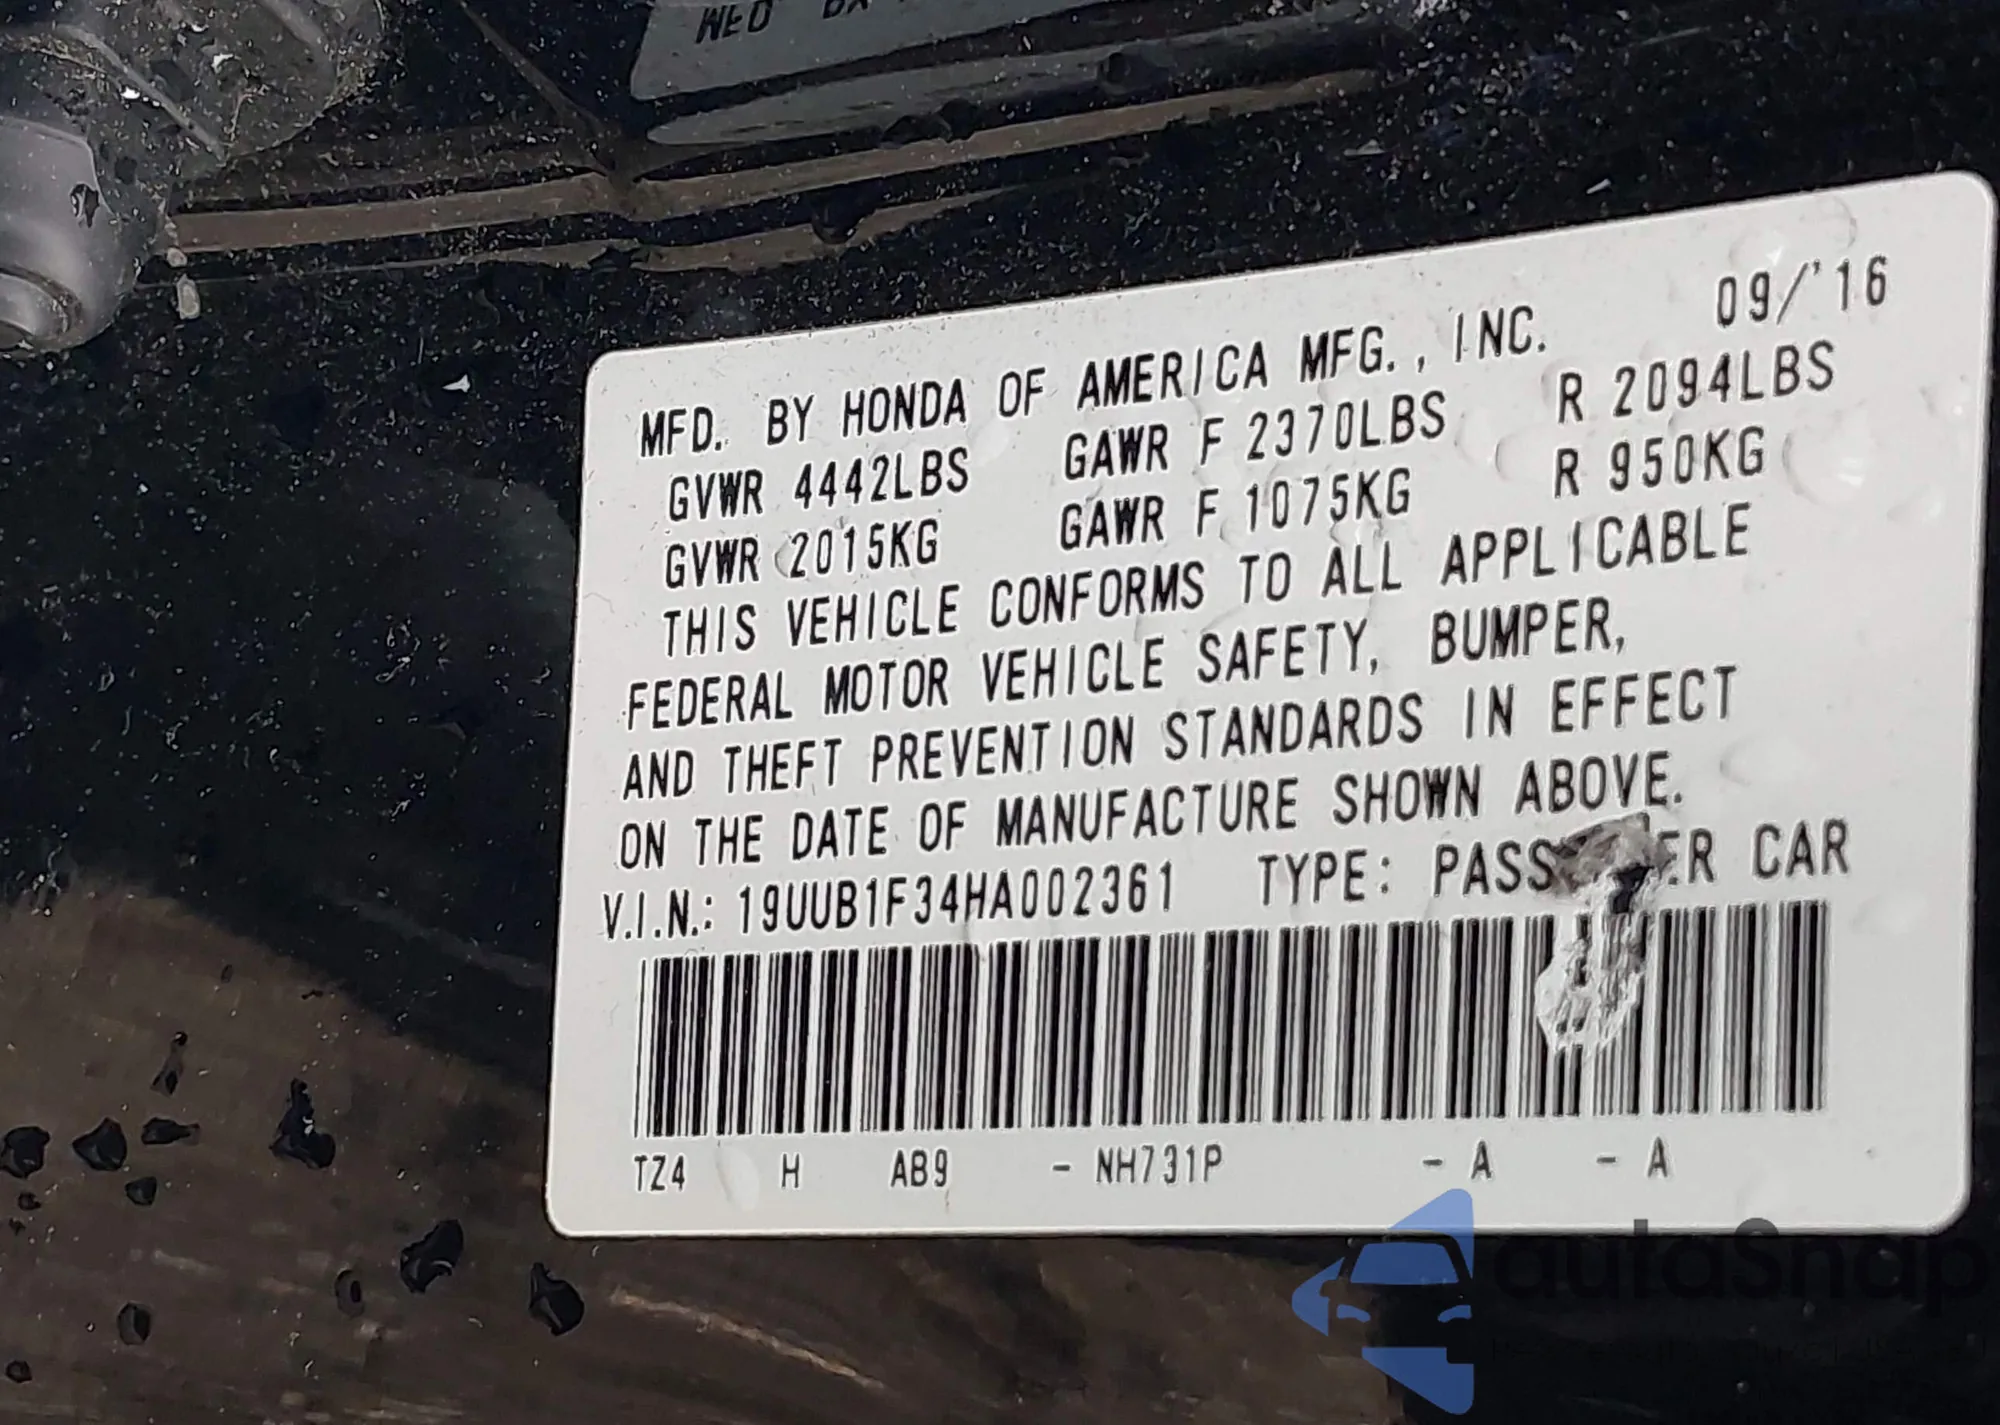 MFD. BY HONDA OF AMERICA MFG., INC. 09/'16
GVWR 4442LBS GAWR F 2370LBS R 2094LBS
GVWR 2015KG GAWR F 1075KG R 950KG
THIS VEHICLE CONFORMS TO ALL APPLICABLE
FEDERAL MOTOR VEHICLE SAFETY, BUMPER,
AND THEFT PREVENTION STANDARDS IN EFFECT
ON THE DATE OF MANUFACTURE SHOWN ABOVE.
V.I.N.: 19UUB1F34HA002361 TYPE: CAR
TZ4 H AB9 - NH731P - A - A
autoSnap